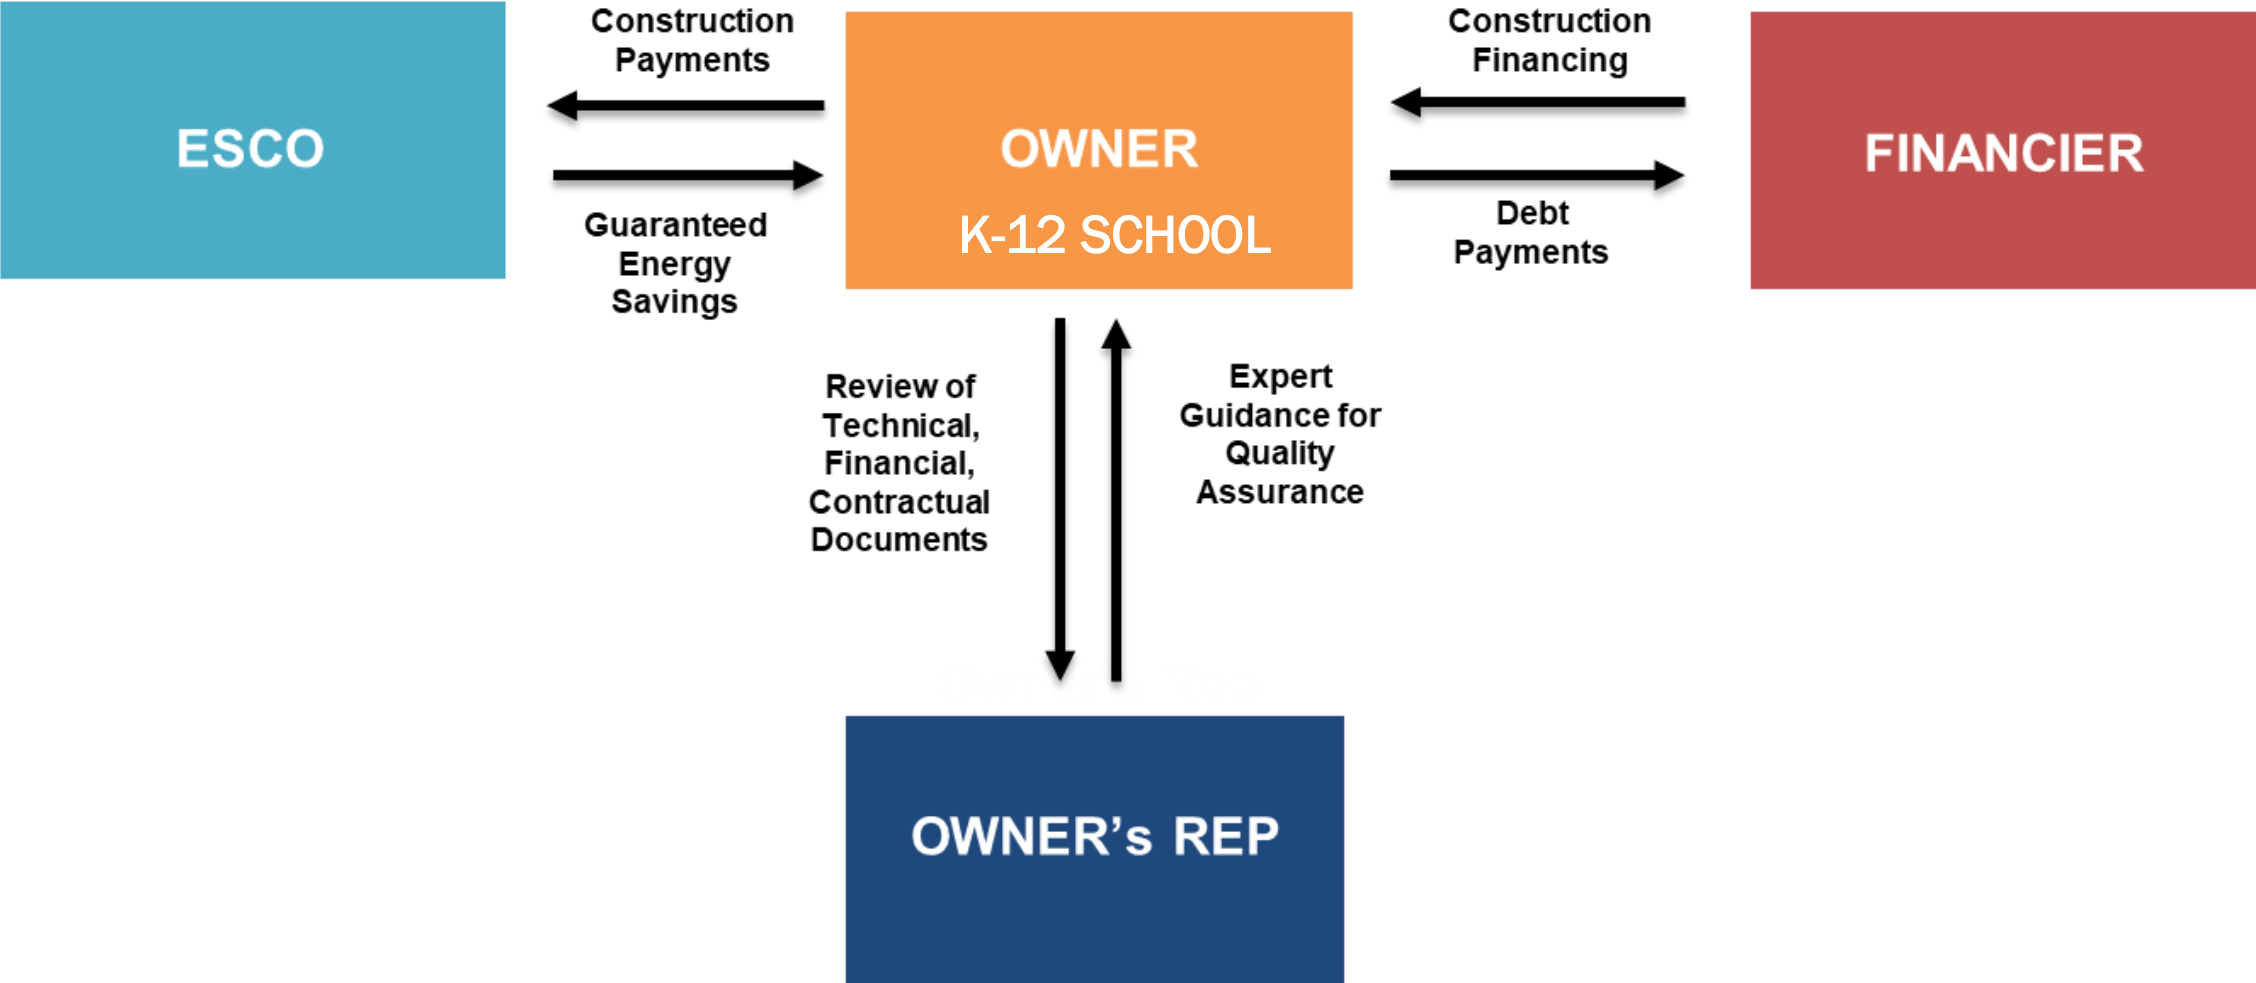 Construction
Payments
ESCO
Guaranteed
Energy
Savings
OWNER
K-12 SCHOOL
Construction
Financing
FINANCIER
Debt
Payments
Review of
Technical,
Financial,
Contractual
Documents
Expert
Guidance for
Quality
Assurance
OWNER’s REP